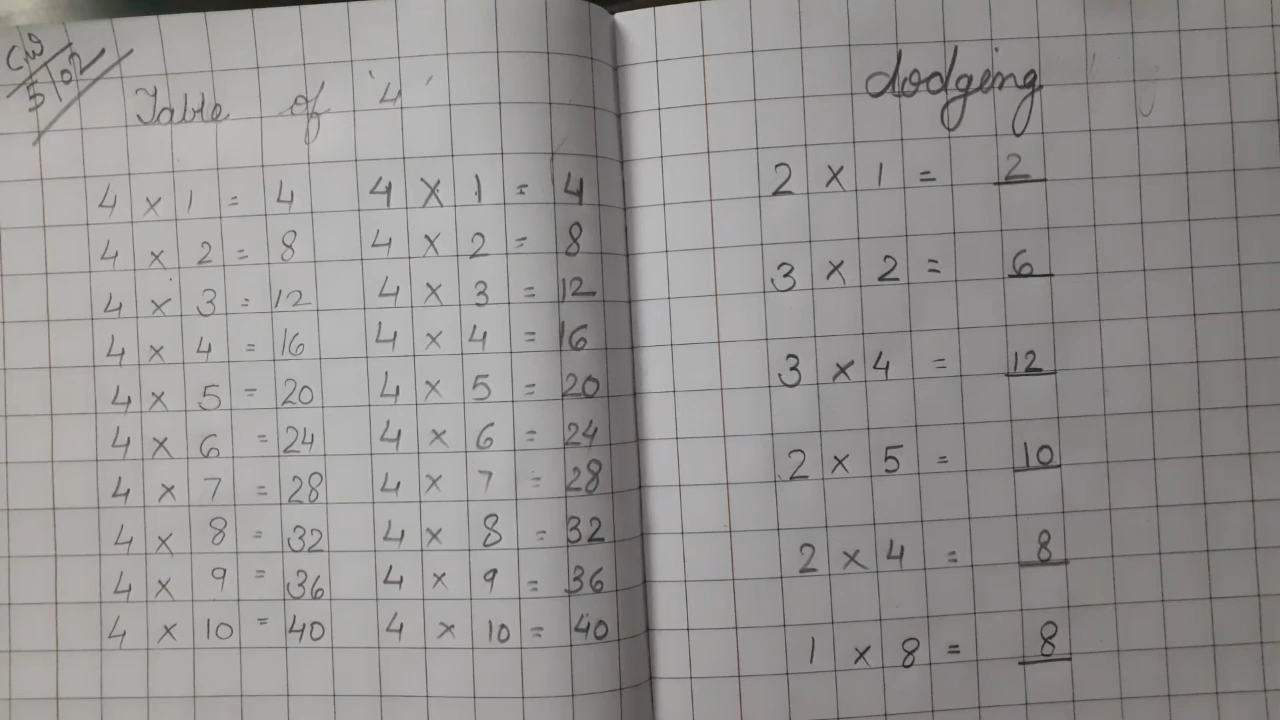 CW
5/02
Table of '4'
4 × 1 = 4 4 × 1 = 4
4 × 2 = 8 4 × 2 = 8
4 × 3 = 12 4 × 3 = 12
4 × 4 = 16 4 × 4 = 16
4 × 5 = 20 4 × 5 = 20
4 × 6 = 24 4 × 6 = 24
4 × 7 = 28 4 × 7 = 28
4 × 8 = 32 4 × 8 = 32
4 × 9 = 36 4 × 9 = 36
4 × 10 = 40 4 × 10 = 40
dodging
2 × 1 = 2
3 × 2 = 6
3 × 4 = 12
2 × 5 = 10
2 × 4 = 8
1 × 8 = 8